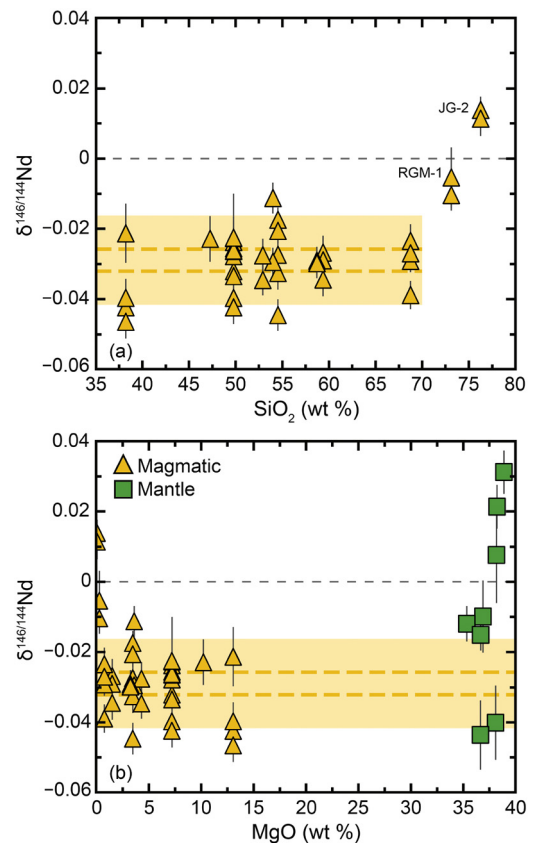 0.04
0.02
0
−0.02
−0.04
−0.06
δ146/144Nd
JG-2
RGM-1
(a)
35 40 45 50 55 60 65 70 75 80
SiO2 (wt %)
0.04
0.02
0
−0.02
−0.04
−0.06
δ146/144Nd
Magmatic
Mantle
(b)
0 5 10 15 20 25 30 35 40
MgO (wt %)